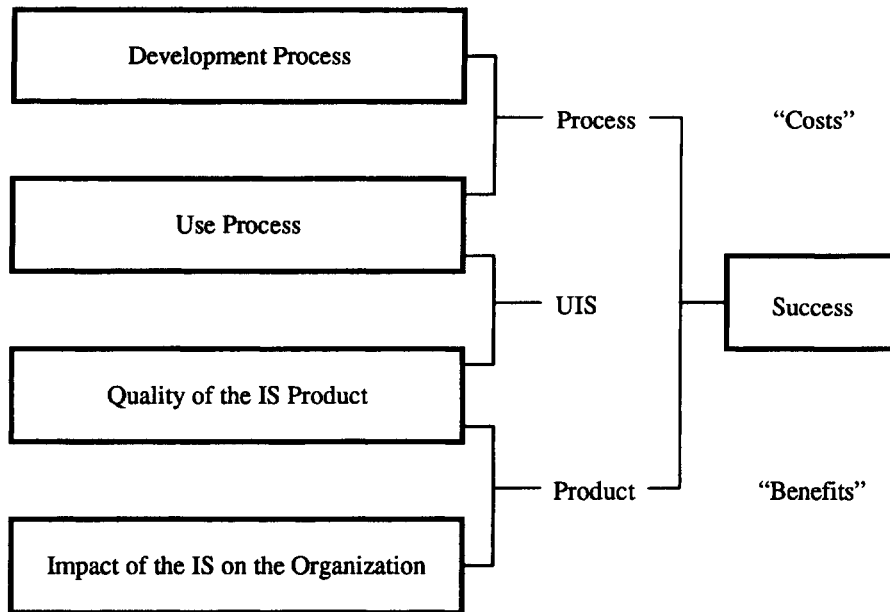 Development Process
Process
“Costs”
Use Process
UIS
Success
Quality of the IS Product
Product
“Benefits”
Impact of the IS on the Organization